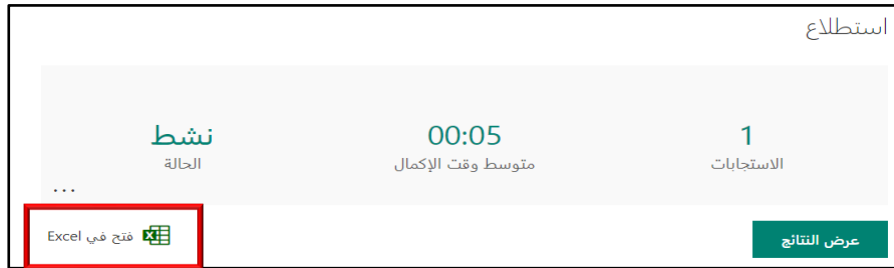 استطلاع
1 00:05 نشط
الاستجابات متوسط وقت الإكمال الحالة
...
عرض النتائج فتح في Excel